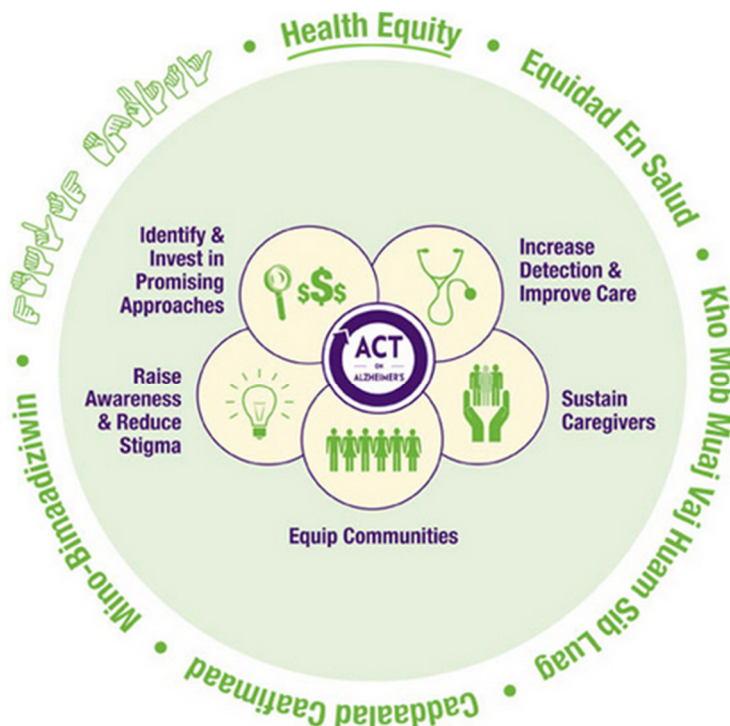 Health Equity
Equidad En Salud
Kho Mob Muaj Vaj Huam Sib Luag
Caddaalad Caafimaad
Mino-Bimaadiziwin
Identify &
Invest in
Promising
Approaches
$$$
Increase
Detection &
Improve Care
ACT
ON
ALZHEIMER'S
Raise
Awareness
& Reduce
Stigma
Sustain
Caregivers
Equip Communities